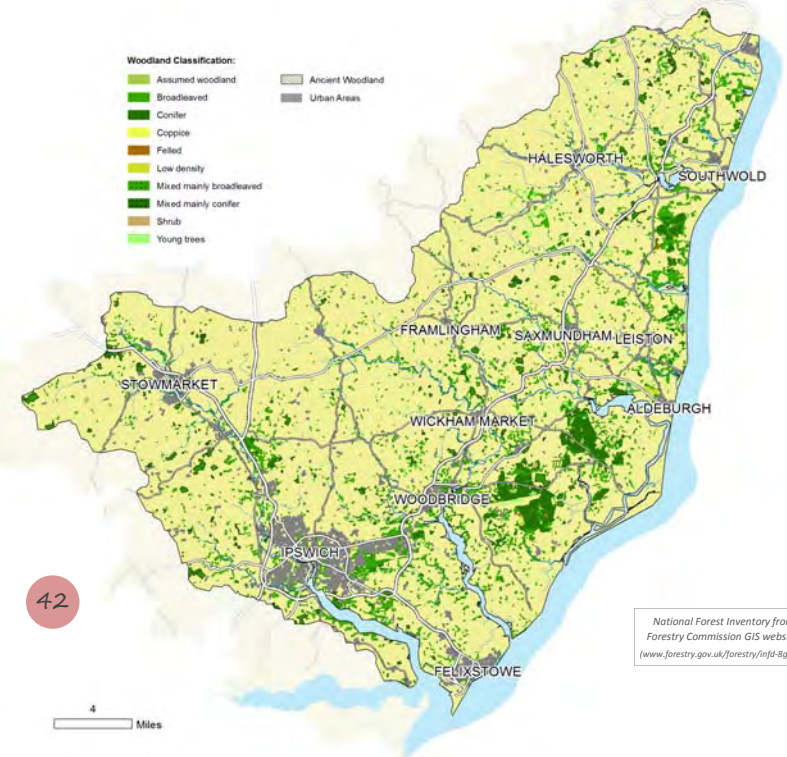 Woodland Classification:
Assumed woodland
Broadleaved
Conifer
Coppice
Felled
Low density
Mixed mainly broadleaved
Mixed mainly conifer
Shrub
Young trees
Ancient Woodland
Urban Areas
HALESWORTH
SOUTHWOLD
FRAMLINGHAM
SAXMUNDHAM
LEISTON
STOWMARKET
WICKHAM MARKET
ALDEBURGH
WOODBRIDGE
IPSWICH
FELIXSTOWE
42
National Forest Inventory fro
Forestry Commission GIS webs
(www.forestry.gov.uk/forestry/infd-8g
4
Miles